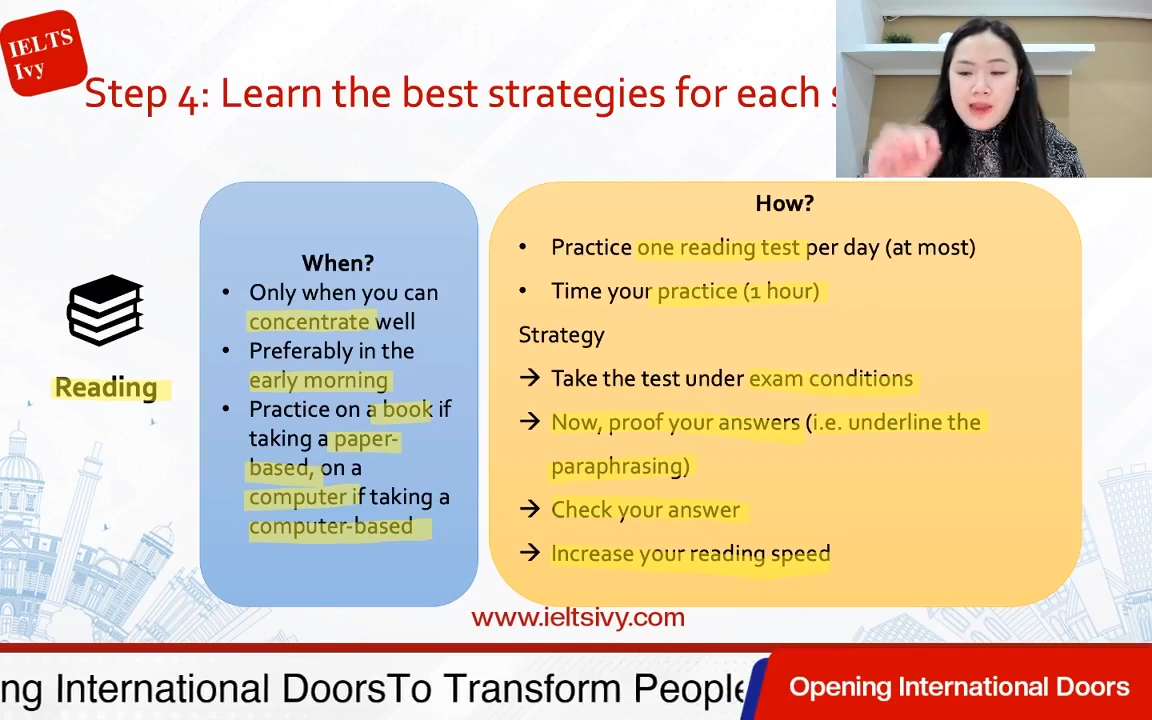 IELTS
Ivy
Step 4: Learn the best strategies for each
Reading
When?
• Only when you can
concentrate well
• Preferably in the
early morning
• Practice on a book if
taking a paper-
based, on a
computer if taking a
computer-based
How?
• Practice one reading test per day (at most)
• Time your practice (1 hour)
Strategy
→ Take the test under exam conditions
→ Now, proof your answers (i.e. underline the
paraphrasing)
→ Check your answer
→ Increase your reading speed
www.ieltsivy.com
ng International DoorsTo Transform People
Opening International Doors